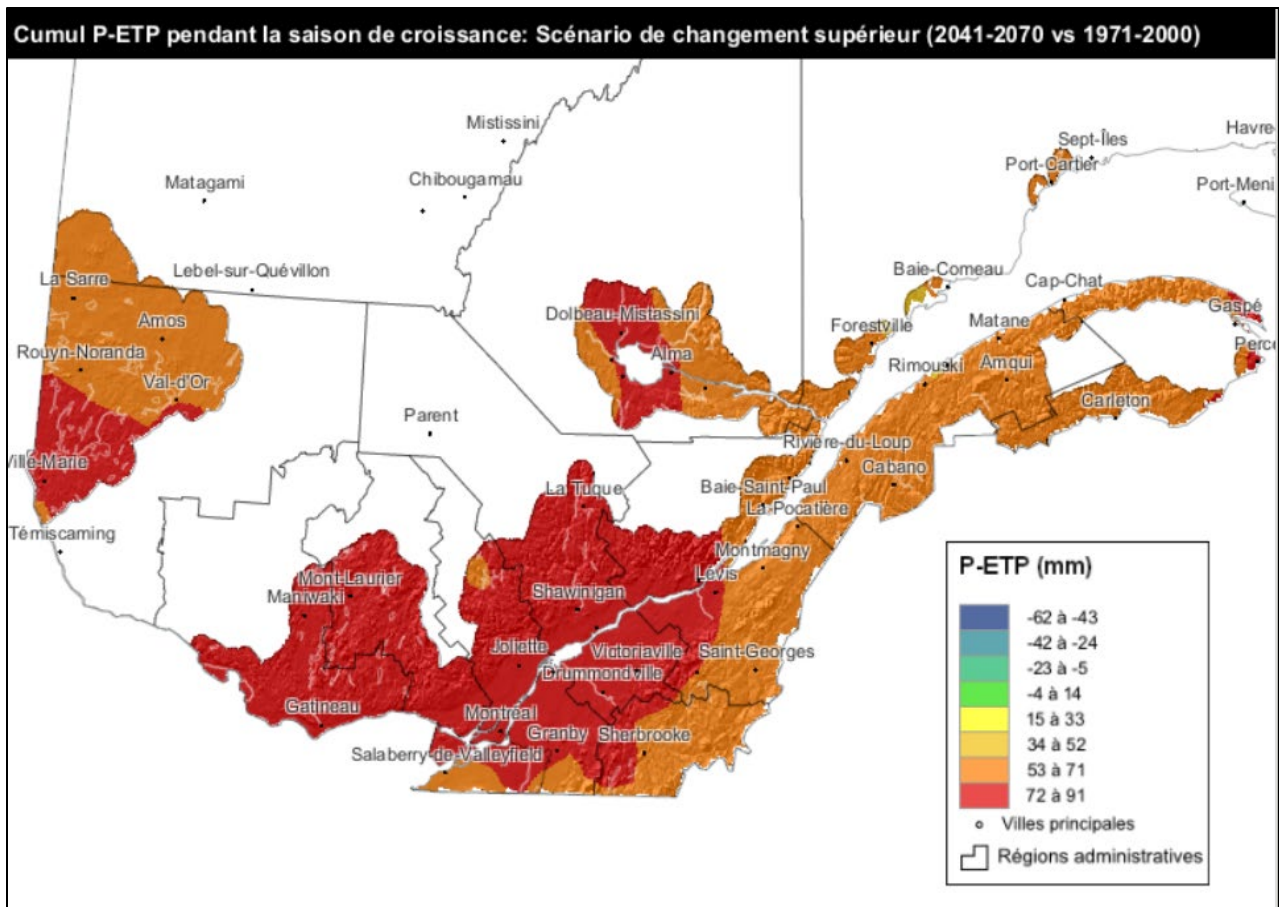 Cumul P-ETP pendant la saison de croissance: Scénario de changement supérieur (2041-2070 vs 1971-2000)
Mistissini
Havre
Sept-Îles
Port-Cartier
Matagami
Chibougamau
Port-Meni
Lebel-sur-Quévillon
La Sarre
Baie-Comeau
Cap-Chat
Gaspé
Dolbeau-Mistassini
Amos
Forestville
Matane
Rouyn-Noranda
Alma
Rimouski
Amqui
Perce
Val-d'Or
Carleton
Parent
Rivière-du-Loup
Ville-Marie
Cabano
La Tuque
Baie-Saint-Paul
La Pocatière
Témiscaming
Montmagny
Lévis
Mont-Laurier
Maniwaki
Shawinigan
Joliette
Victoriaville
Saint-Georges
Drummondville
Gatineau
Montréal
Granby
Sherbrooke
Salaberry-de-Valleyfield
P-ETP (mm)
-62 à -43
-42 à -24
-23 à -5
-4 à 14
15 à 33
34 à 52
53 à 71
72 à 91
Villes principales
Régions administratives